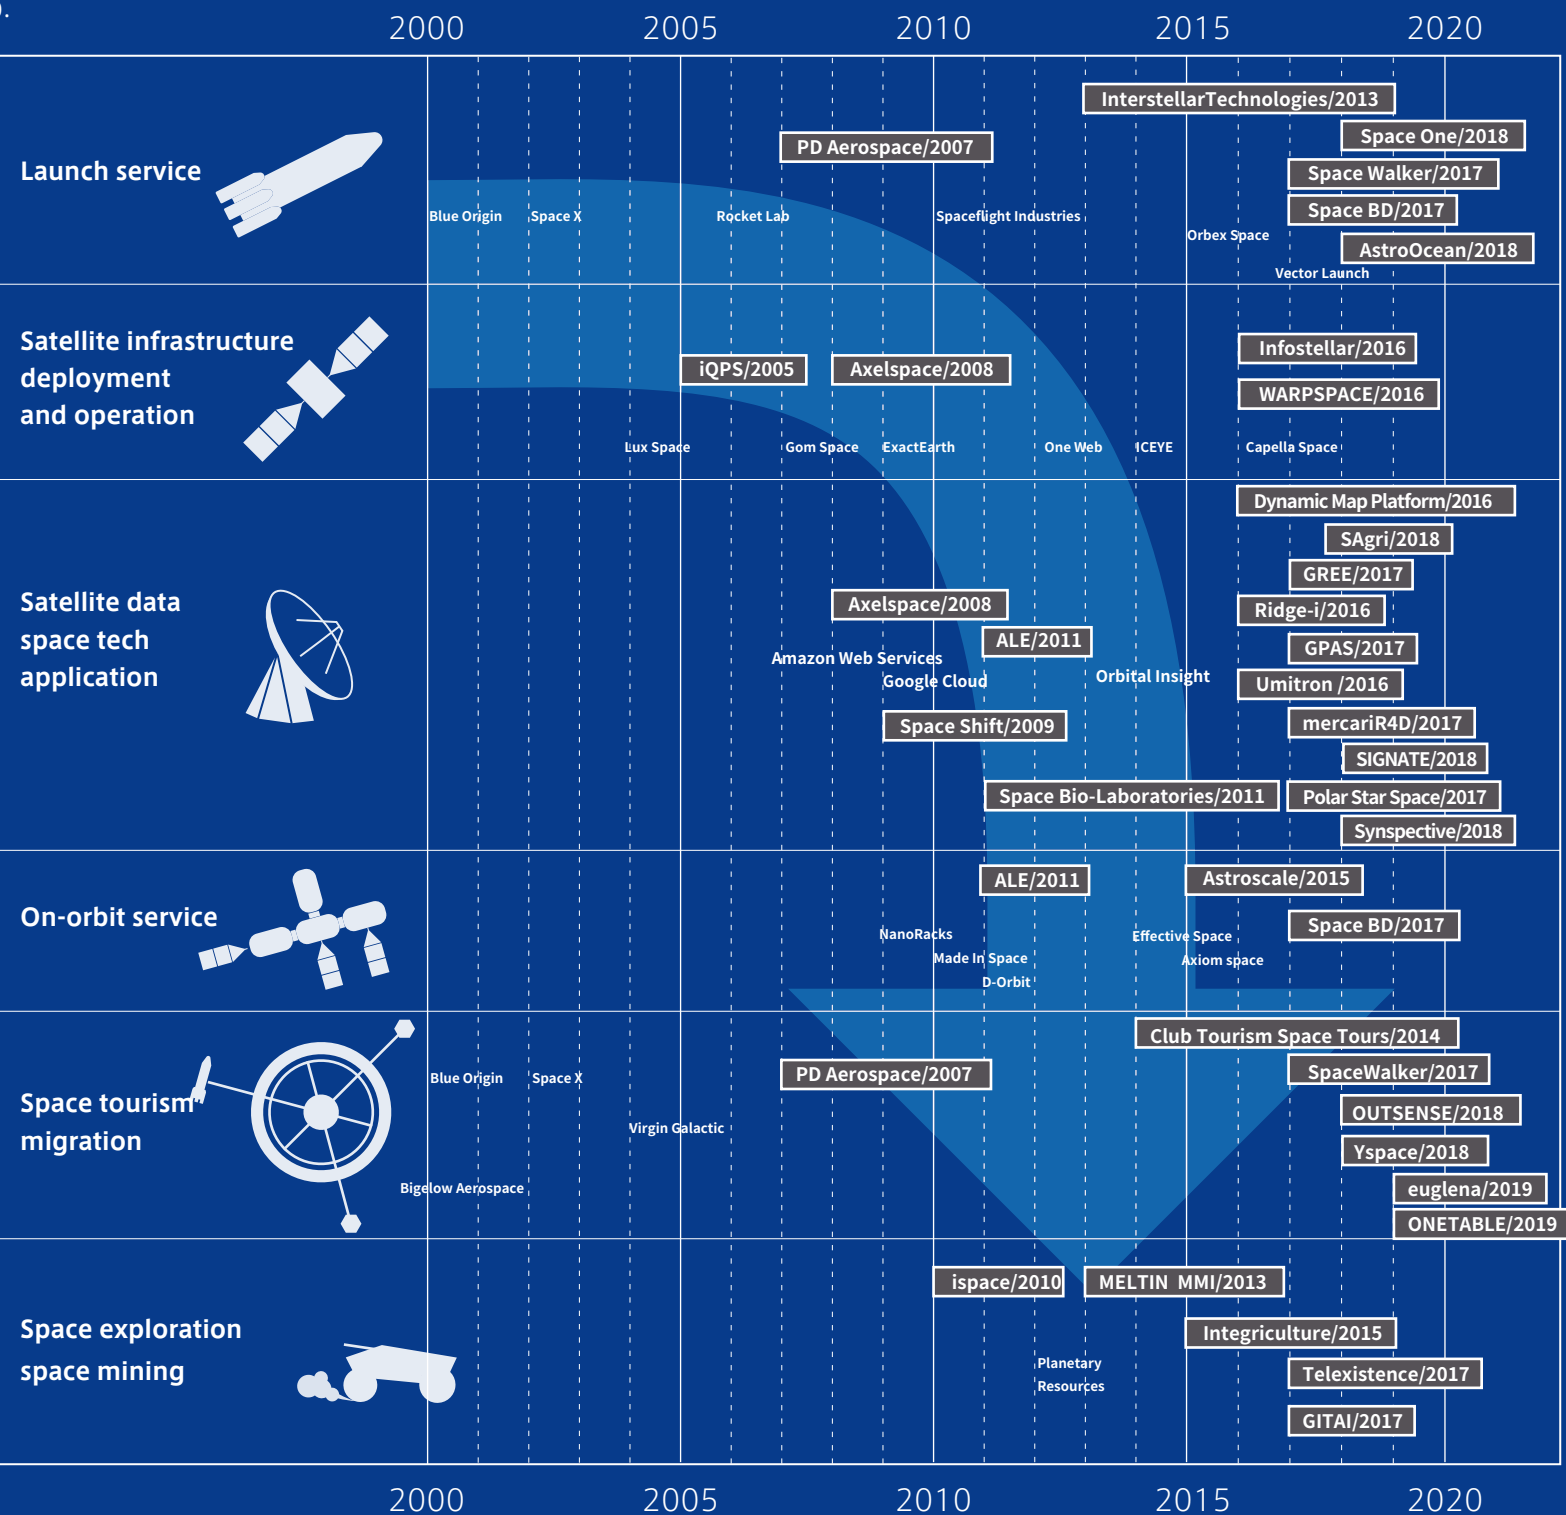 2000 2005 2010 2015 2020
Launch service
InterstellarTechnologies/2013
Space One/2018
PD Aerospace/2007
Space Walker/2017
Space BD/2017
Blue Origin
Space X
Rocket Lab
Spaceflight Industries
Orbex Space
AstroOcean/2018
Vector Launch
Satellite infrastructure
deployment
and operation
Infostellar/2016
iQPS/2005
Axelspace/2008
WARPSPACE/2016
Lux Space
Gom Space
ExactEarth
One Web
ICEYE
Capella Space
Satellite data
space tech
application
Dynamic Map Platform/2016
SAgri/2018
GREE/2017
Axelspace/2008
Ridge-i/2016
ALE/2011
GPAS/2017
Amazon Web Services
Google Cloud
Orbital Insight
Umitron /2016
Space Shift/2009
mercariR4D/2017
SIGNATE/2018
Space Bio-Laboratories/2011
Polar Star Space/2017
Synspective/2018
On-orbit service
ALE/2011
Astroscale/2015
Space BD/2017
NanoRacks
Effective Space
Made In Space
Axiom space
D-Orbit
Space tourism
migration
Club Tourism Space Tours/2014
Blue Origin
Space X
PD Aerospace/2007
SpaceWalker/2017
OUTSENSE/2018
Virgin Galactic
Yspace/2018
Bigelow Aerospace
euglena/2019
ONETABLE/2019
Space exploration
space mining
ispace/2010
MELTIN MMI/2013
Integriculture/2015
Planetary
Resources
Telexistence/2017
GITAI/2017
2000 2005 2010 2015 2020